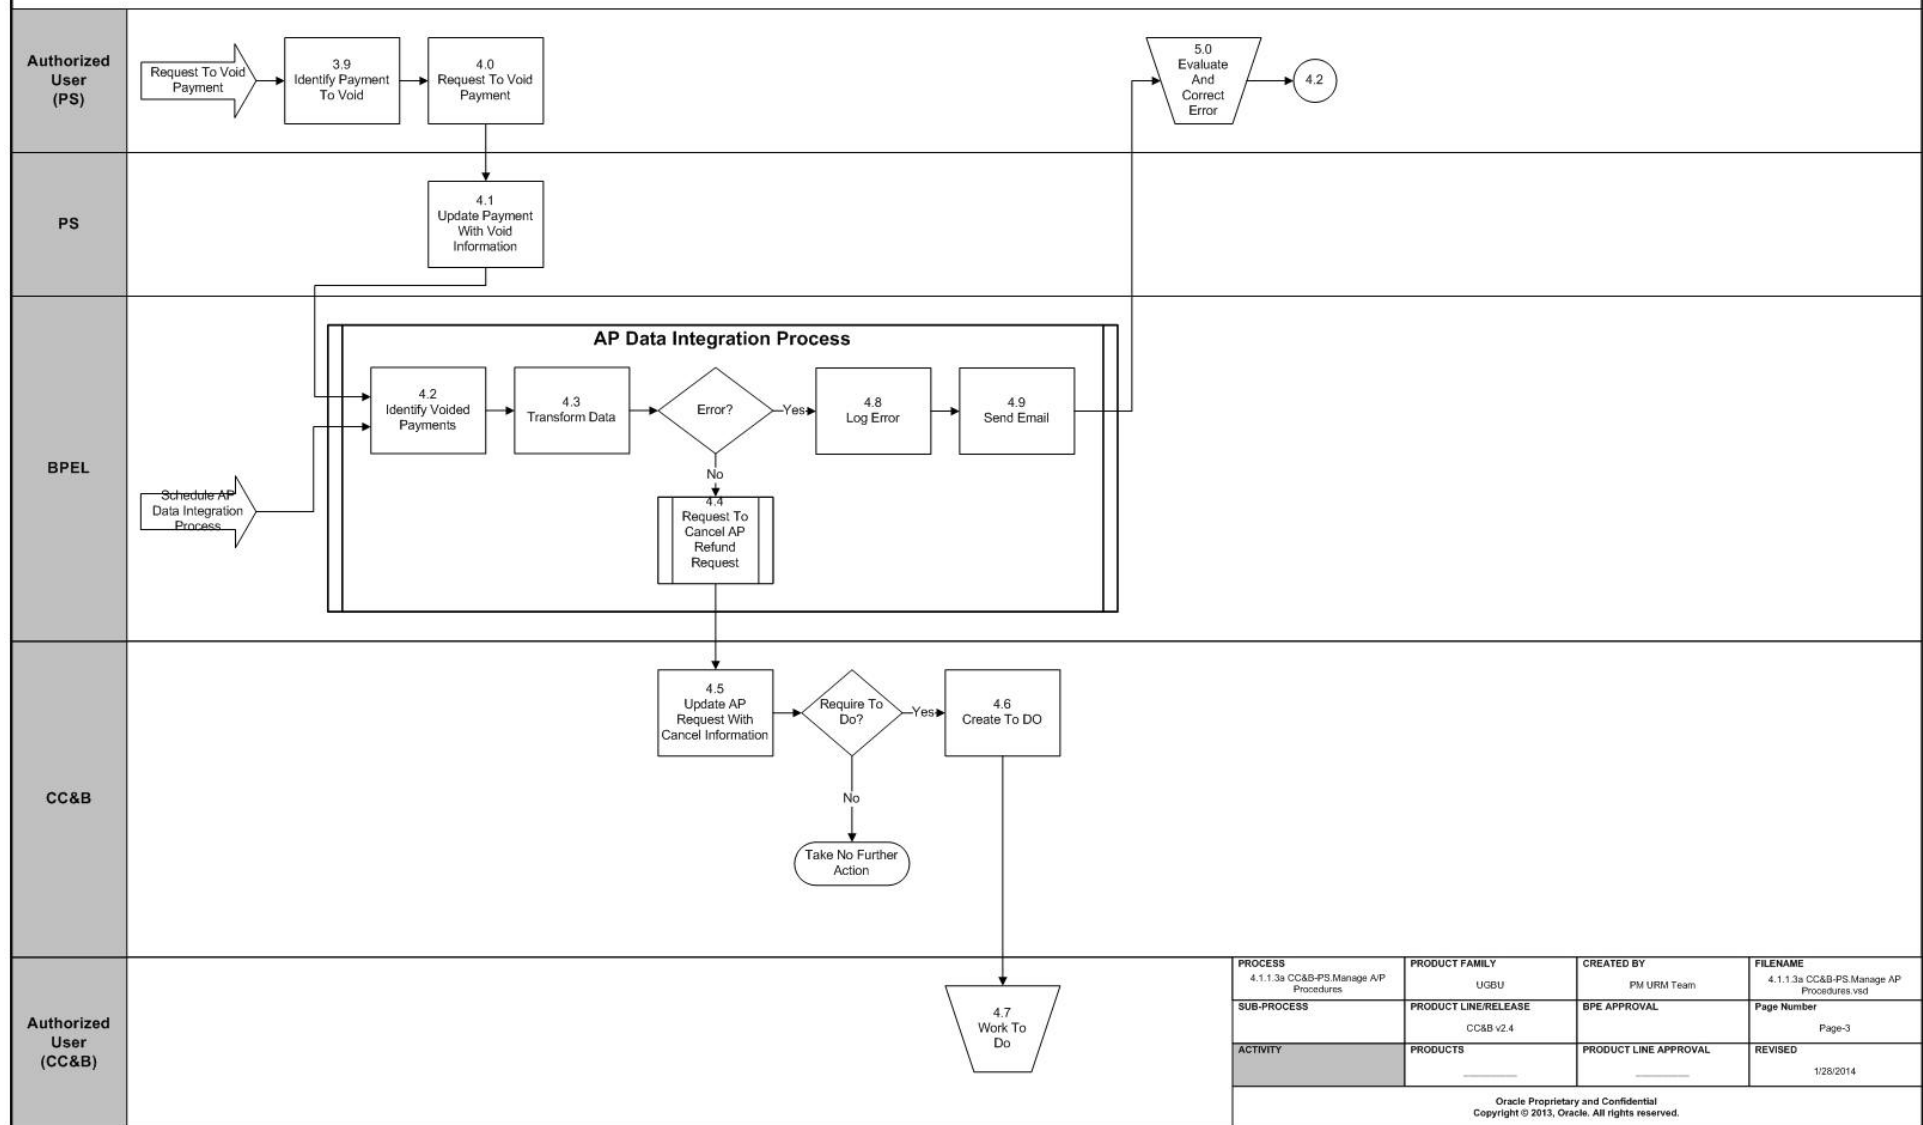 Authorized
User
(PS)
Request To Void
Payment
3.9
Identify Payment
To Void
4.0
Request To Void
Payment
5.0
Evaluate
And
Correct
Error
4.2
PS
4.1
Update Payment
With Void
Information
BPEL
AP Data Integration Process
4.2
Identify Voided
Payments
4.3
Transform Data
Error?
Yes
4.8
Log Error
4.9
Send Email
No
Schedule AP
Data Integration
Process
4.4
Request To
Cancel AP
Refund
Request
CC&B
4.5
Update AP
Request With
Cancel Information
Require To
Do?
Yes
4.6
Create To DO
No
Take No Further
Action
Authorized
User
(CC&B)
4.7
Work To
Do
PROCESS
4.1.1.3a CC&B-PS.Manage A/P
Procedures
PRODUCT FAMILY
UGBU
CREATED BY
PM URM Team
FILENAME
4.1.1.3a CC&B-PS.Manage AP
Procedures.vsd
SUB-PROCESS
PRODUCT LINE/RELEASE
CC&B v2.4
BPE APPROVAL
Page Number
Page-3
ACTIVITY
PRODUCTS
PRODUCT LINE APPROVAL
REVISED
1/28/2014
Oracle Proprietary and Confidential
Copyright © 2013, Oracle. All rights reserved.